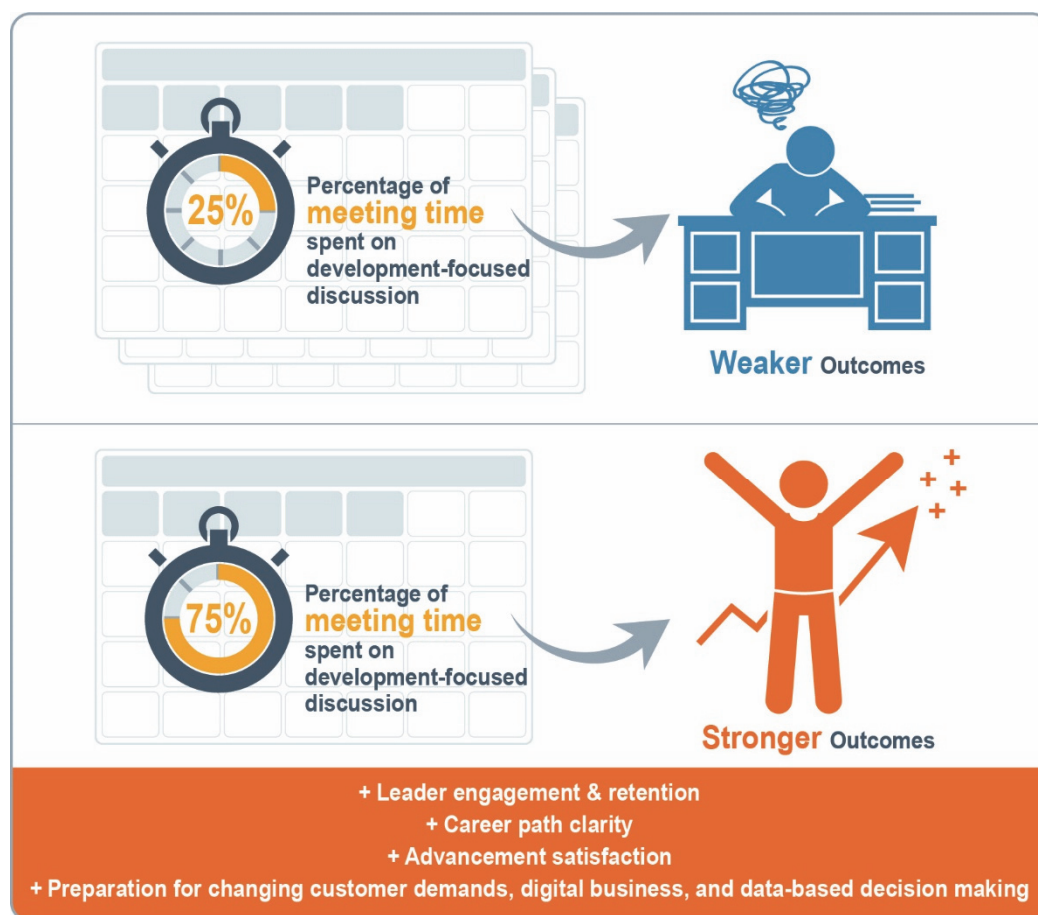 25%
Percentage of
meeting time
spent on
development-focused
discussion
Weaker Outcomes
75%
Percentage of
meeting time
spent on
development-focused
discussion
Stronger Outcomes
+ Leader engagement & retention
+ Career path clarity
+ Advancement satisfaction
+ Preparation for changing customer demands, digital business, and data-based decision making